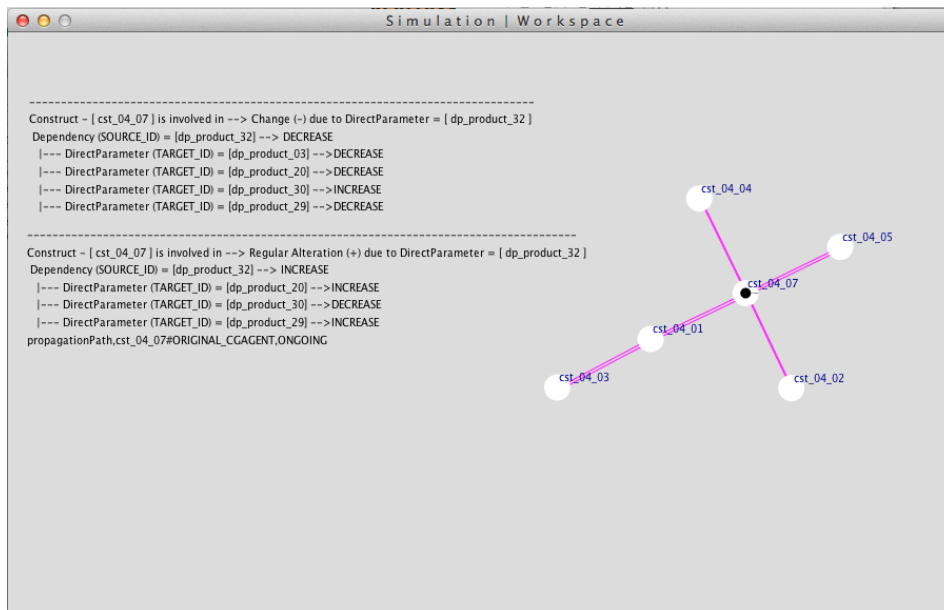 Simulation | Workspace
--------------------------------------------------------------------------------
Construct - [ cst_04_07 ] is involved in --> Change (-) due to DirectParameter = [ dp_product_32 ]
Dependency (SOURCE_ID) = [dp_product_32] --> DECREASE
|--- DirectParameter (TARGET_ID) = [dp_product_03] -->DECREASE
|--- DirectParameter (TARGET_ID) = [dp_product_20] -->DECREASE
|--- DirectParameter (TARGET_ID) = [dp_product_30] -->INCREASE
|--- DirectParameter (TARGET_ID) = [dp_product_29] -->DECREASE
---------------------------------------------------------------------------------------
Construct - [ cst_04_07 ] is involved in --> Regular Alteration (+) due to DirectParameter = [ dp_product_32 ]
Dependency (SOURCE_ID) = [dp_product_32] --> INCREASE
|--- DirectParameter (TARGET_ID) = [dp_product_20] -->INCREASE
|--- DirectParameter (TARGET_ID) = [dp_product_30] -->DECREASE
|--- DirectParameter (TARGET_ID) = [dp_product_29] -->INCREASE
propagationPath,cst_04_07#ORIGINAL_CGAGENT,ONGOING
cst_04_04
cst_04_05
cst_04_07
cst_04_01
cst_04_03
cst_04_02